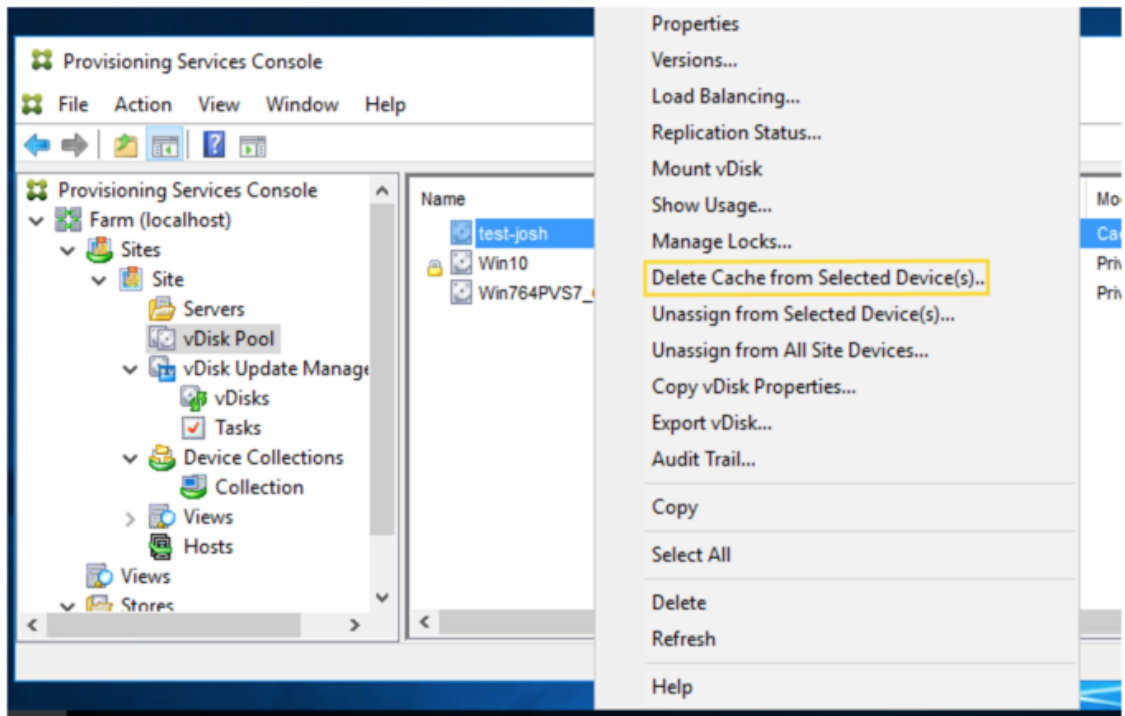 Provisioning Services Console
File Action View Window Help
Provisioning Services Console
Farm (localhost)
Sites
Site
Servers
vDisk Pool
vDisk Update Manage
vDisks
Tasks
Device Collections
Collection
Views
Hosts
Views
Stores
Name
test-josh
Win10
Win764PVS7_
Properties
Versions...
Load Balancing...
Replication Status...
Mount vDisk
Show Usage...
Manage Locks...
Delete Cache from Selected Device(s)..
Unassign from Selected Device(s)...
Unassign from All Site Devices...
Copy vDisk Properties...
Export vDisk...
Audit Trail...
Copy
Select All
Delete
Refresh
Help
Mo
Ca
Priv
Priv